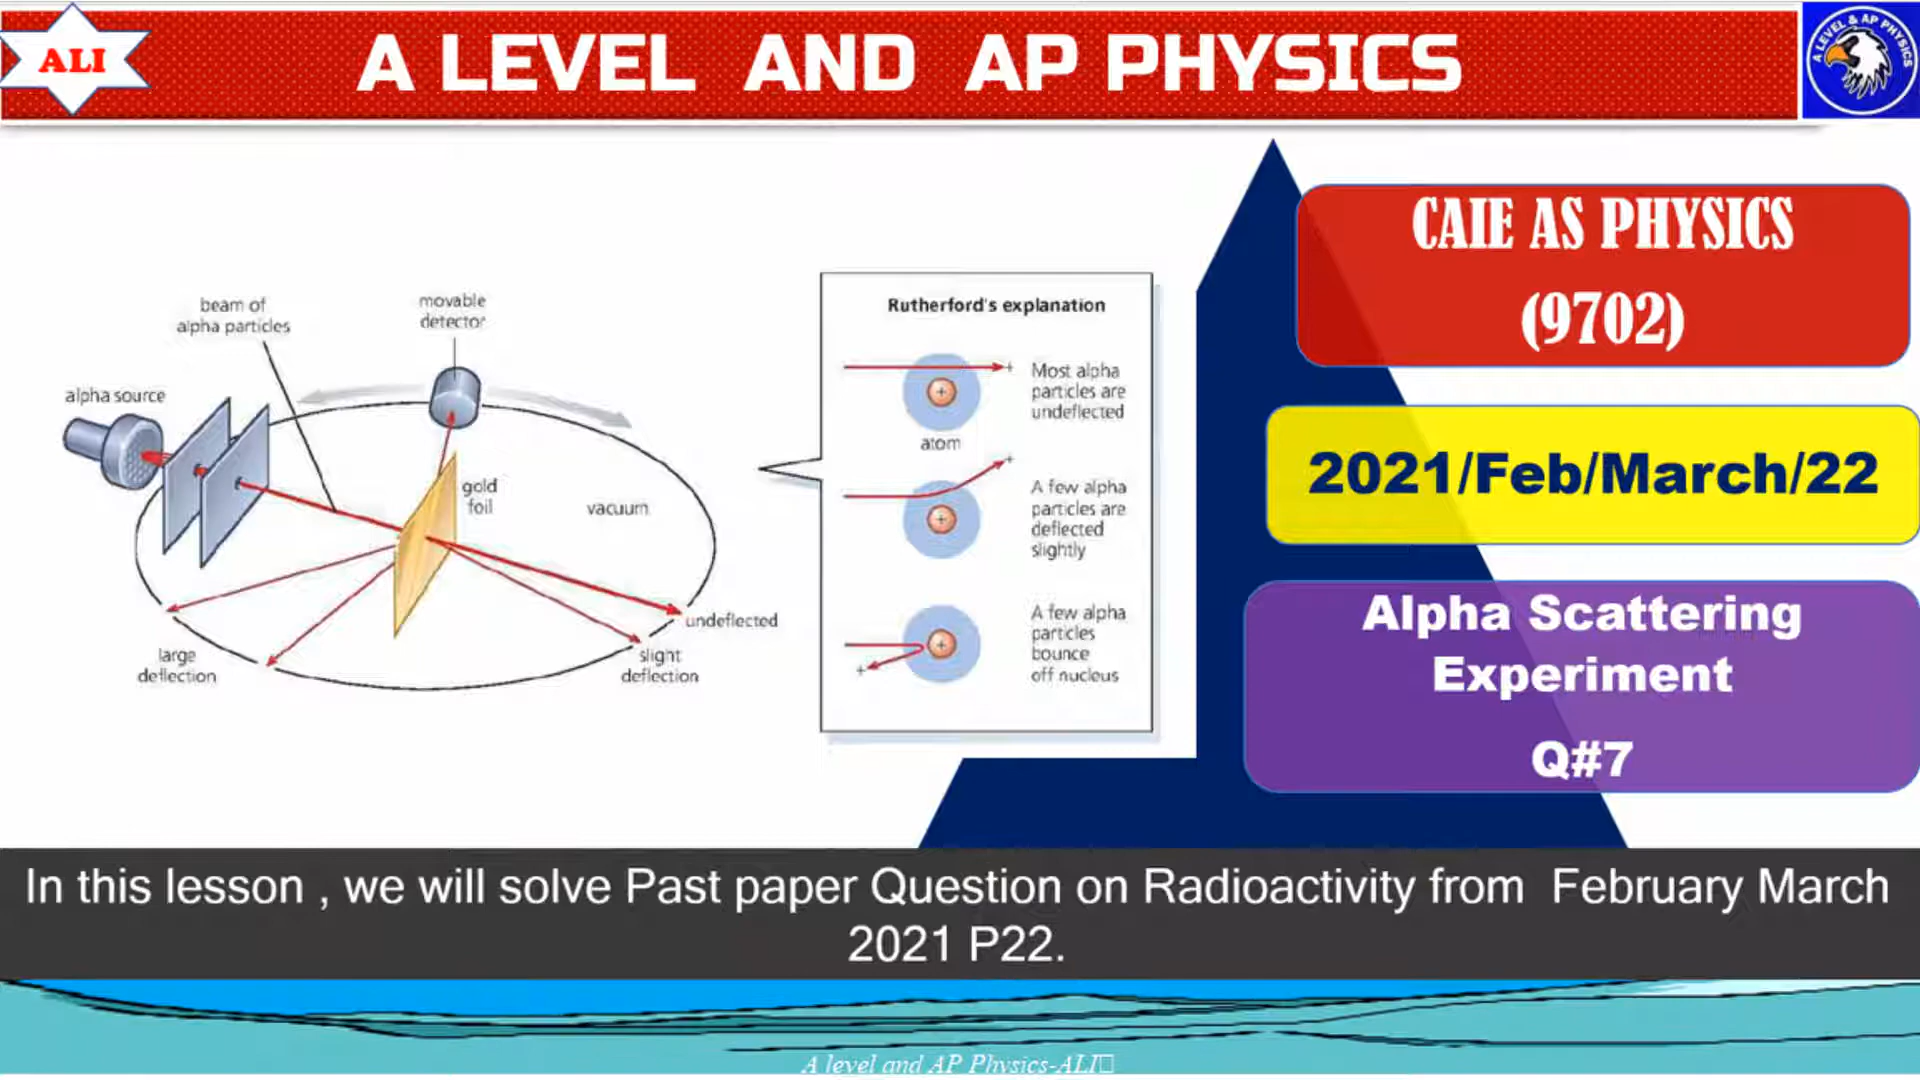 ALI
A LEVEL AND AP PHYSICS
A LEVEL & AP PHYSICS
beam of
alpha particles
movable
detector
alpha source
gold
foil
vacuum
undeflected
slight
deflection
large
deflection
Rutherford's explanation
+
+
Most alpha
particles are
undeflected
atom
+
+
A few alpha
particles are
deflected
slightly
+
+
A few alpha
particles
bounce
off nucleus
CAIE AS PHYSICS
(9702)
2021/Feb/March/22
Alpha Scattering
Experiment
Q#7
In this lesson , we will solve Past paper Question on Radioactivity from February March
2021 P22.
A level and AP Physics-ALI